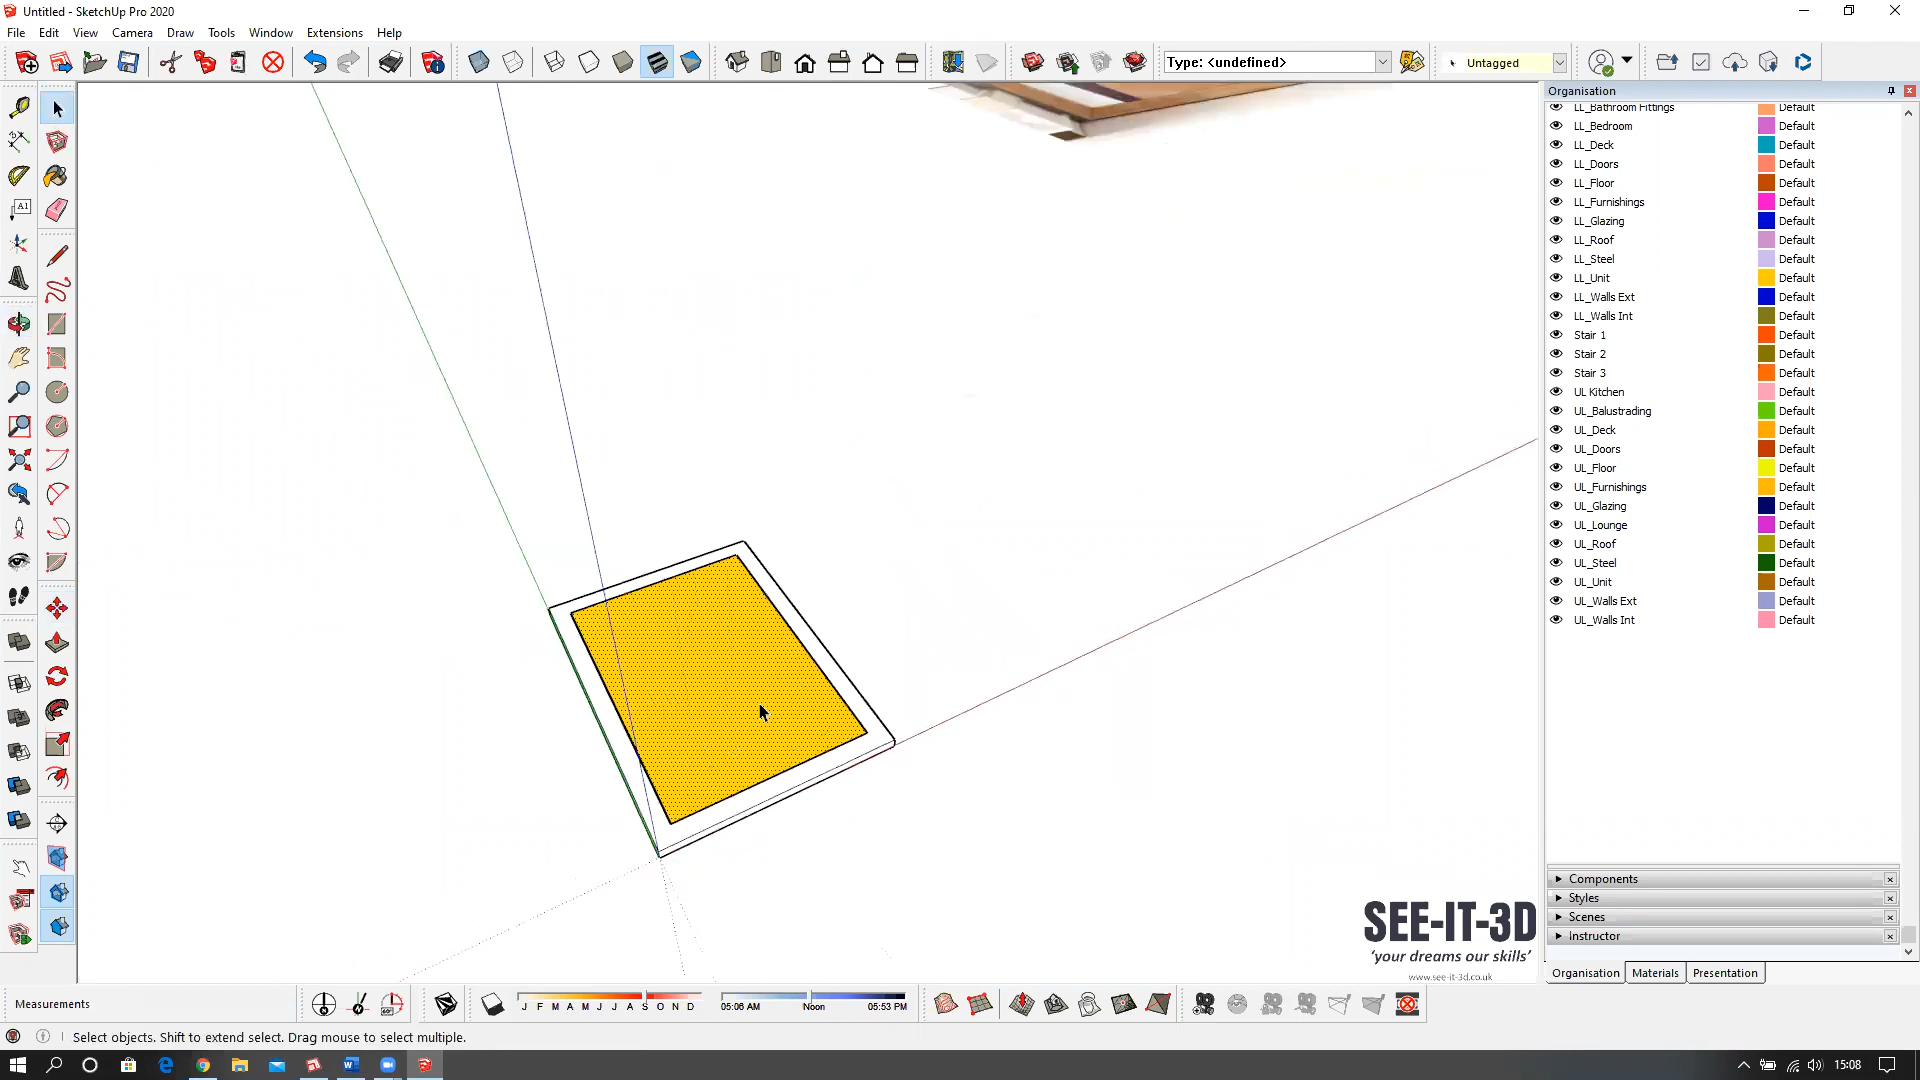 Untitled - SketchUp Pro 2020
File Edit View Camera Draw Tools Window Extensions Help
Type: <undefined>
Untagged
Organisation
LL_Bathroom Fittings Default
LL_Bedroom Default
LL_Deck Default
LL_Doors Default
LL_Floor Default
LL_Furnishings Default
LL_Glazing Default
LL_Roof Default
LL_Steel Default
LL_Unit Default
LL_Walls Ext Default
LL_Walls Int Default
Stair 1 Default
Stair 2 Default
Stair 3 Default
UL Kitchen Default
UL_Balustrading Default
UL_Deck Default
UL_Doors Default
UL_Floor Default
UL_Furnishings Default
UL_Glazing Default
UL_Lounge Default
UL_Roof Default
UL_Steel Default
UL_Unit Default
UL_Walls Ext Default
UL_Walls Int Default
Components
Styles
Scenes
Instructor
Organisation Materials Presentation
A1
SEE-IT-3D
'your dreams our skills'
www.see-it-3d.co.uk
Measurements
J F M A M J J A S O N D
05:06 AM Noon 05:53 PM
Select objects. Shift to extend select. Drag mouse to select multiple.
15:08